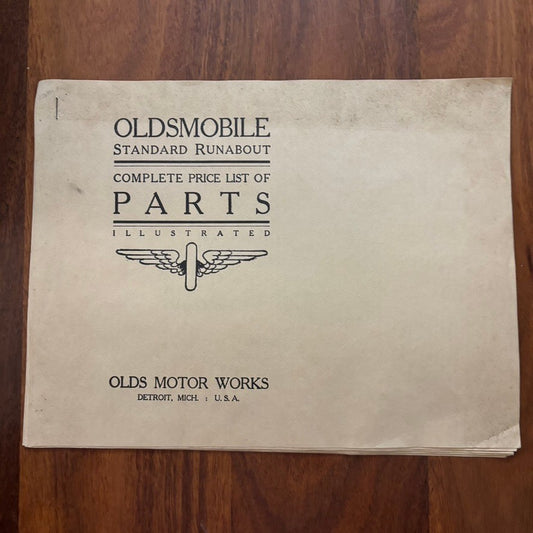 OLDSMOBILE
STANDARD RUNABOUT
COMPLETE PRICE LIST OF
PARTS
ILLUSTRATED
OLDS MOTOR WORKS
DETROIT, MICH. : U. S. A.